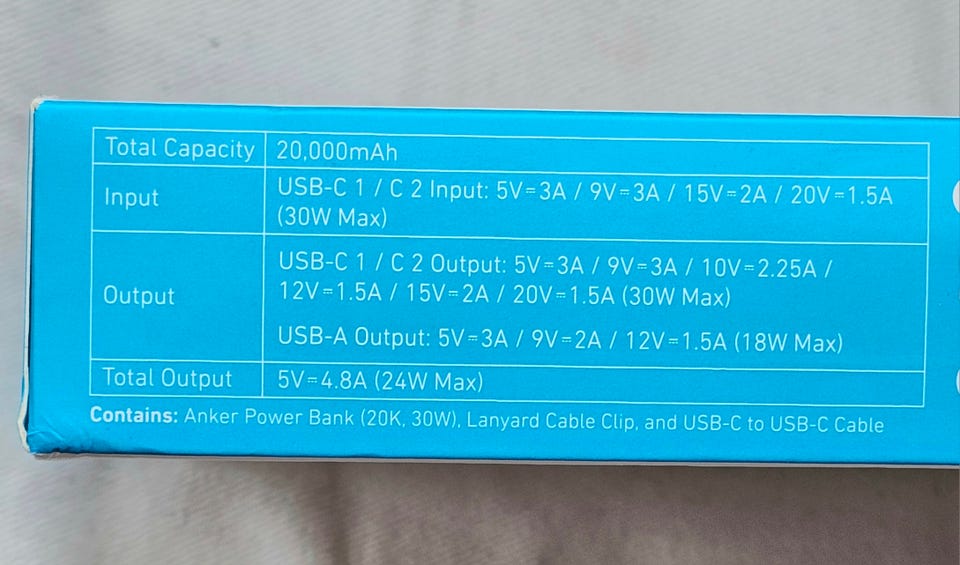 Total Capacity 20,000mAh
Input USB-C 1 / C 2 Input: 5V⎓3A / 9V⎓3A / 15V⎓2A / 20V⎓1.5A
(30W Max)
Output USB-C 1 / C 2 Output: 5V⎓3A / 9V⎓3A / 10V⎓2.25A /
12V⎓1.5A / 15V⎓2A / 20V⎓1.5A (30W Max)
USB-A Output: 5V⎓3A / 9V⎓2A / 12V⎓1.5A (18W Max)
Total Output 5V⎓4.8A (24W Max)
Contains: Anker Power Bank (20K, 30W), Lanyard Cable Clip, and USB-C to USB-C Cable